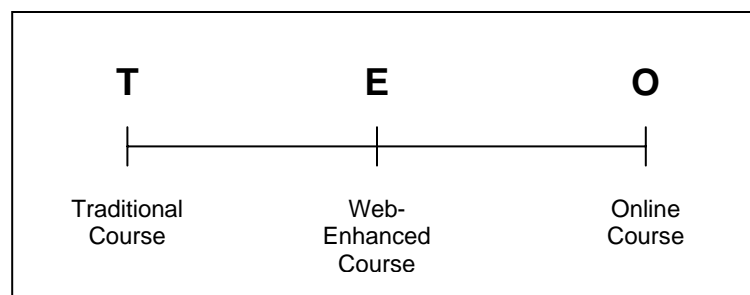 T E O
Traditional Web- Online
Course Enhanced Course
Course